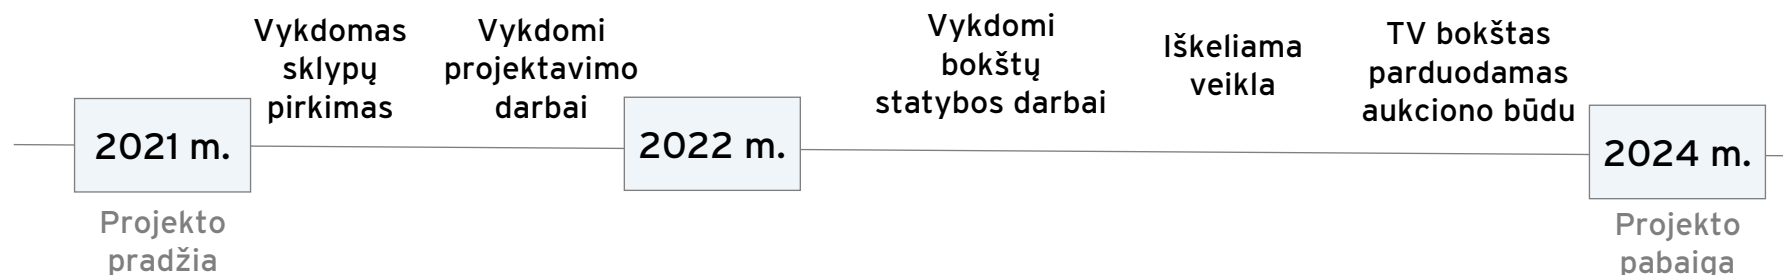 2021 m.
Projekto
pradžia
Vykdomas
sklypų
pirkimas
Vykdomi
projektavimo
darbai
2022 m.
Vykdomi
bokštų
statybos darbai
Iškeliama
veikla
TV bokštas
parduodamas
aukciono būdu
2024 m.
Projekto
pabaiga